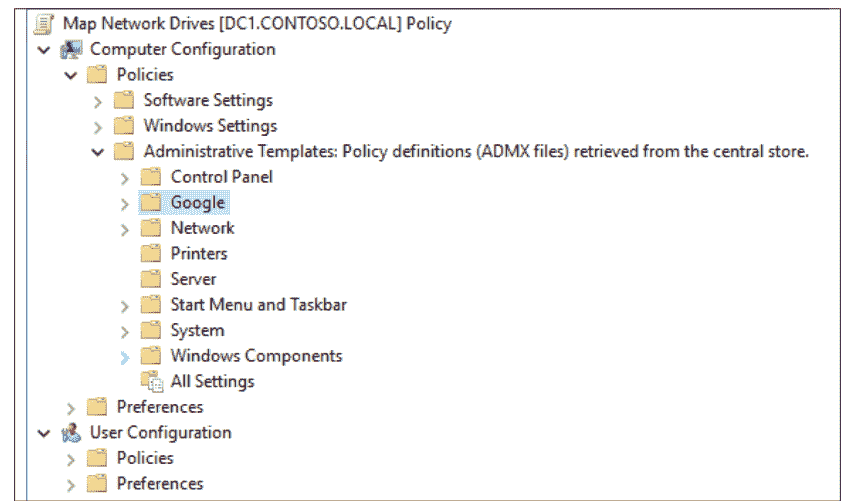 Map Network Drives [DC1.CONTOSO.LOCAL] Policy
Computer Configuration
Policies
Software Settings
Windows Settings
Administrative Templates: Policy definitions (ADMX files) retrieved from the central store.
Control Panel
Google
Network
Printers
Server
Start Menu and Taskbar
System
Windows Components
All Settings
Preferences
User Configuration
Policies
Preferences